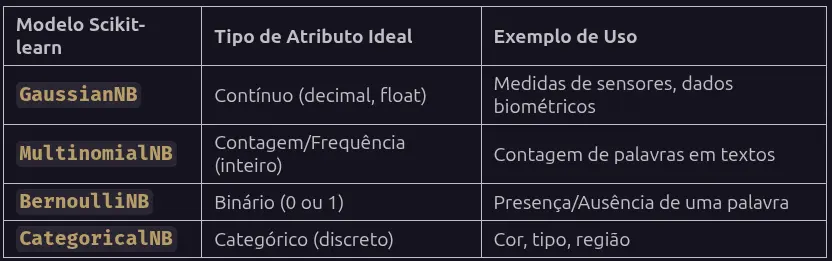 Modelo Scikit-
learn
Tipo de Atributo Ideal
Exemplo de Uso
GaussianNB
Contínuo (decimal, float)
Medidas de sensores, dados
biométricos
MultinomialNB
Contagem/Frequência
(inteiro)
Contagem de palavras em textos
BernoulliNB
Binário (0 ou 1)
Presença/Ausência de uma palavra
CategoricalNB
Categórico (discreto)
Cor, tipo, região